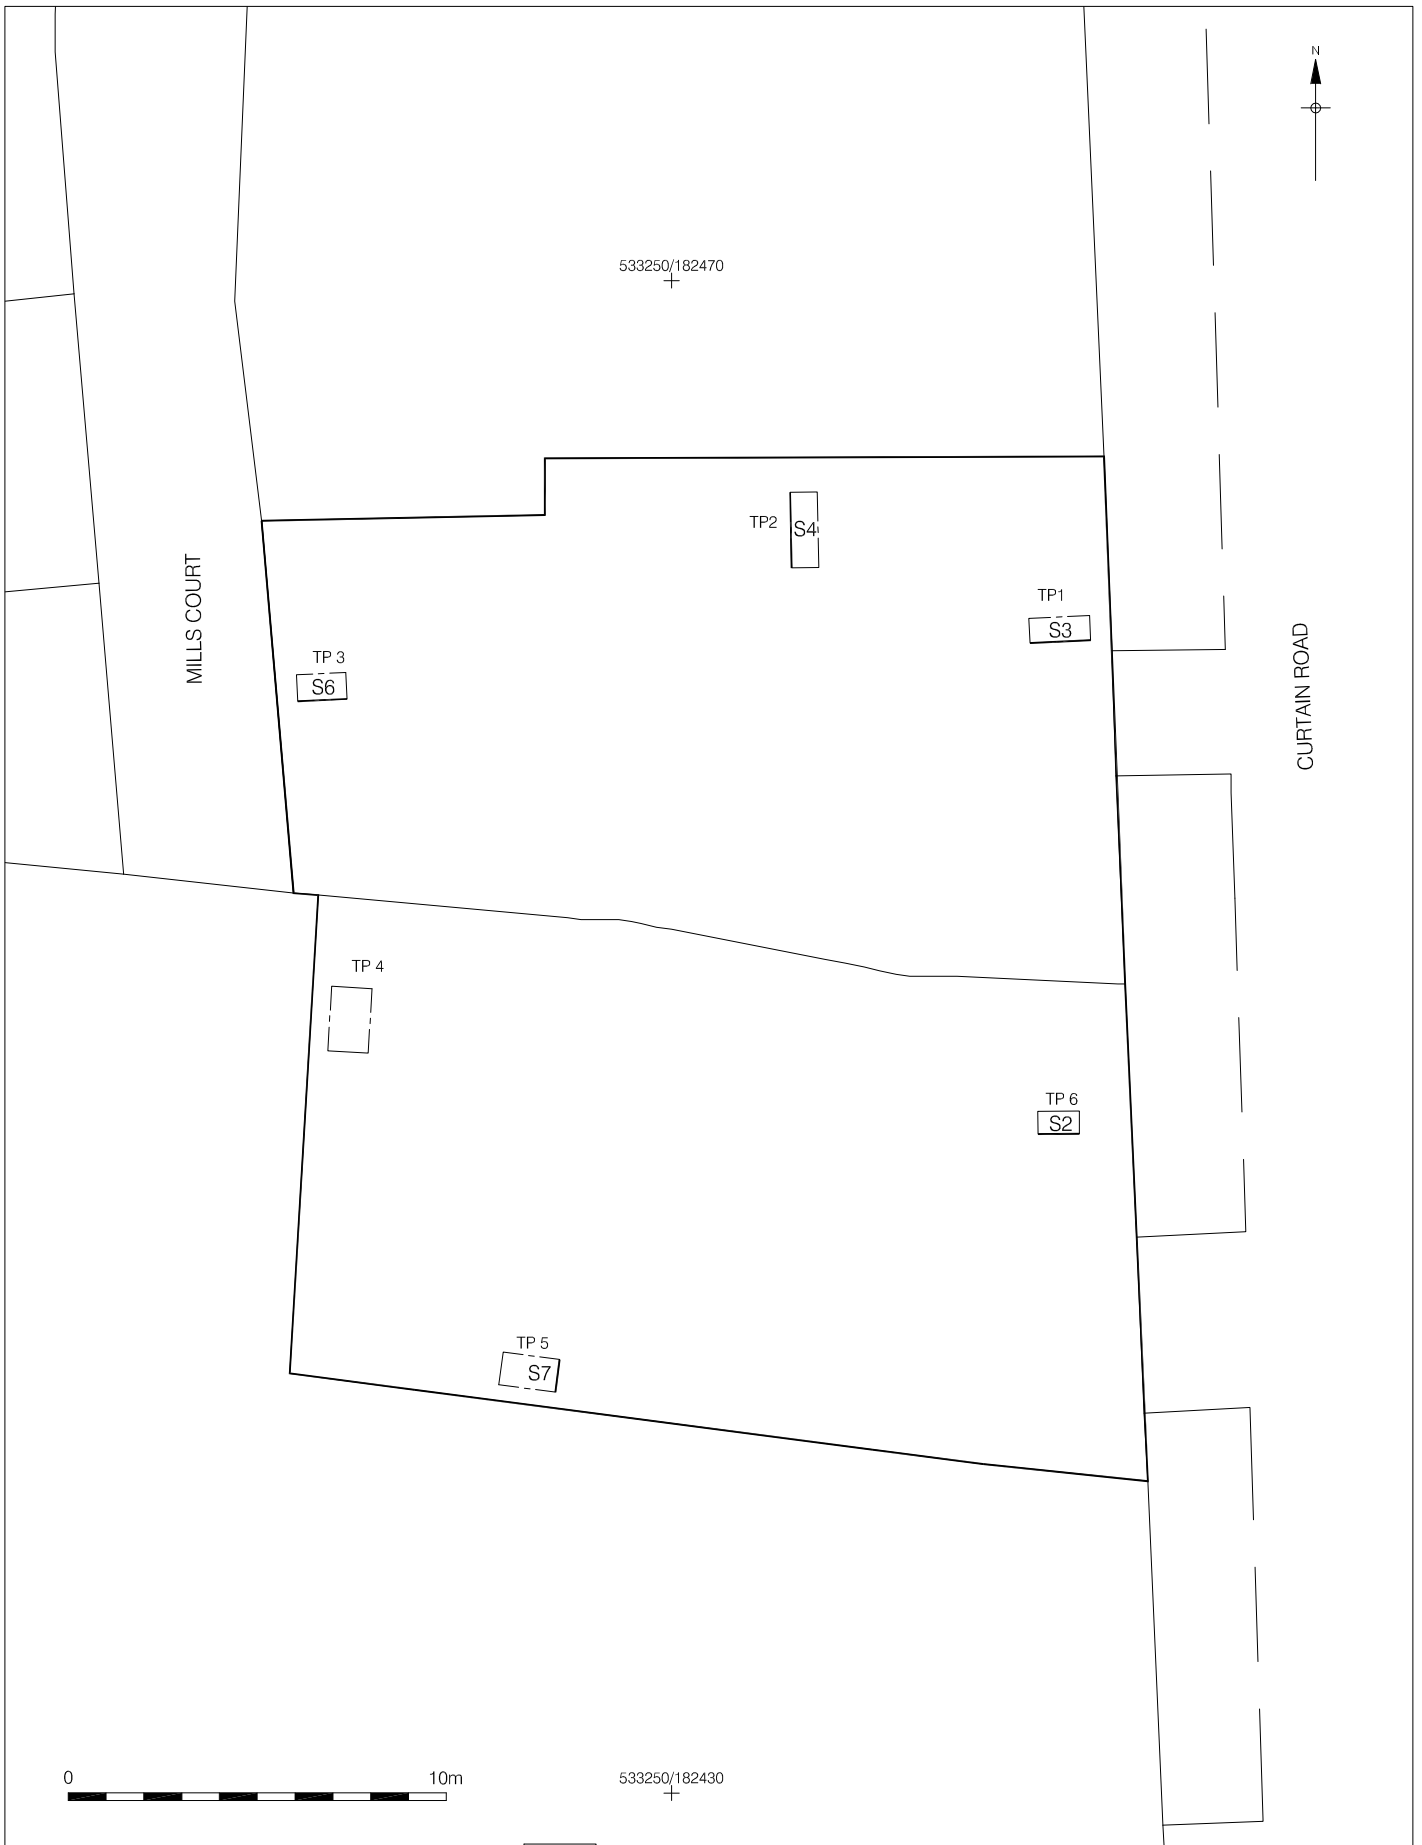 N
533250/182470
TP2
S4
TP1
S3
MILLS COURT
CURTAIN ROAD
TP 3
S6
TP 4
TP 6
S2
TP 5
S7
0
10m
533250/182430